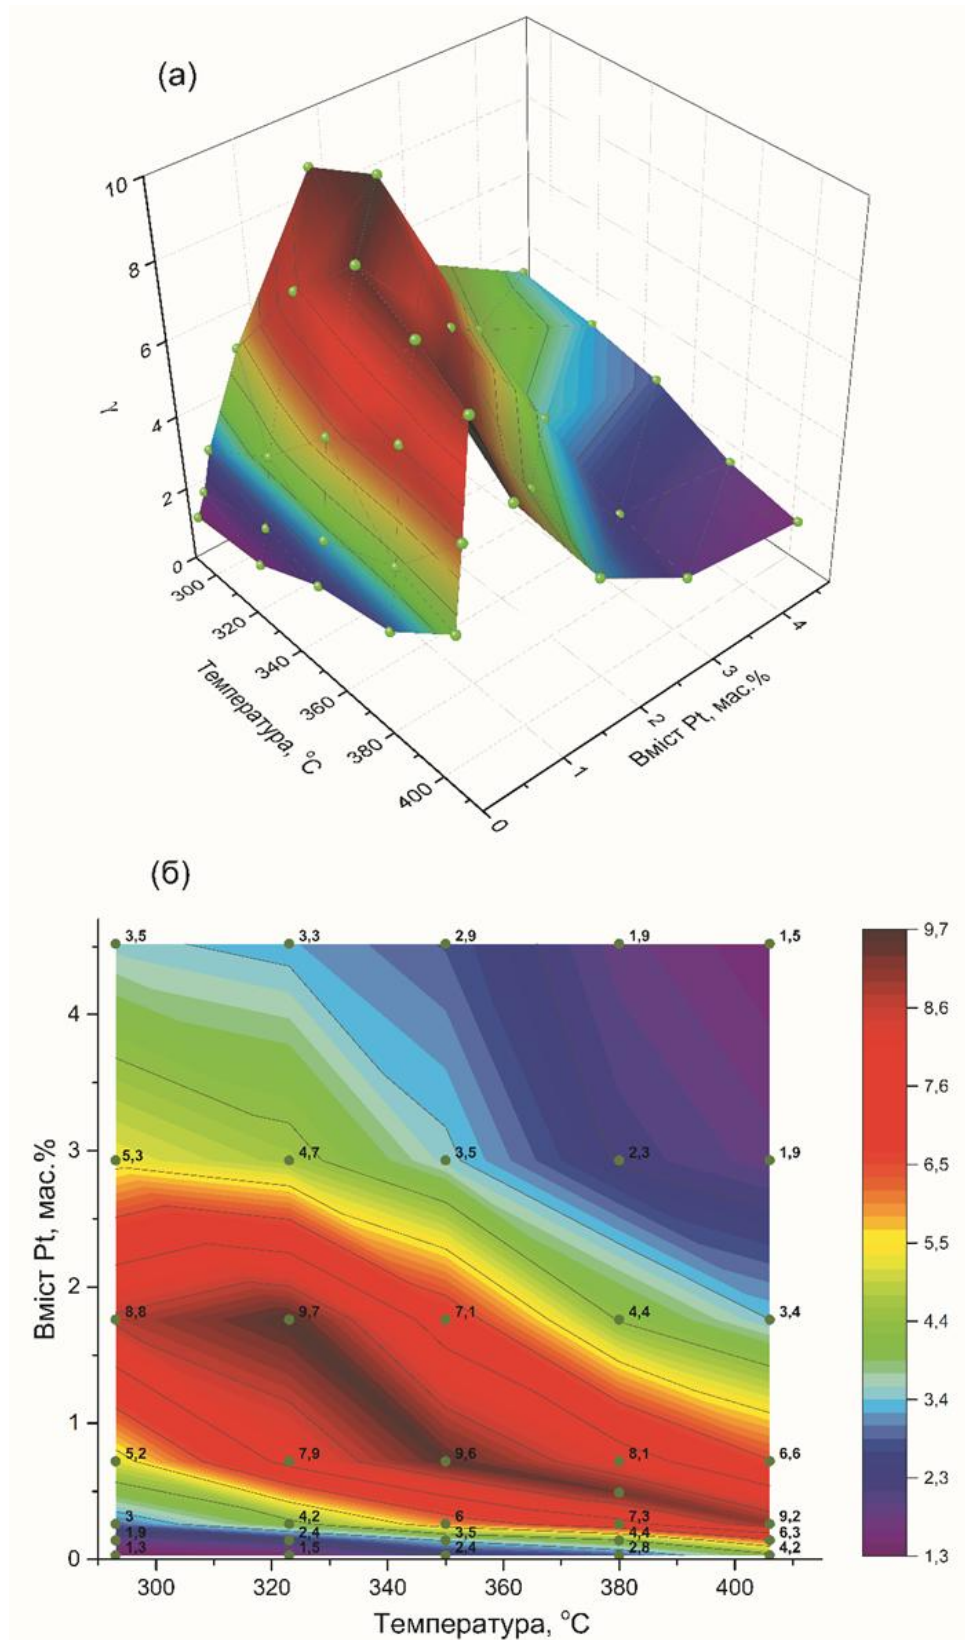 (а)
10
8
6
4
2
0
γ
300
320
340
360
380
400
Температура, °C
0
1
2
3
4
Вміст Pt, мас.%
(б)
3,5 3,3 2,9 1,9 1,5
5,3 4,7 3,5 2,3 1,9
8,8 9,7 7,1 4,4 3,4
5,2 7,9 9,6 8,1 6,6
3 4,2 6 7,3 9,2
1,9 2,4 3,5 4,4 6,3
1,3 1,5 2,4 2,8 4,2
4
3
2
1
0
Вміст Pt, мас.%
300 320 340 360 380 400
Температура, °C
9,7
8,6
7,6
6,5
5,5
4,4
3,4
2,3
1,3